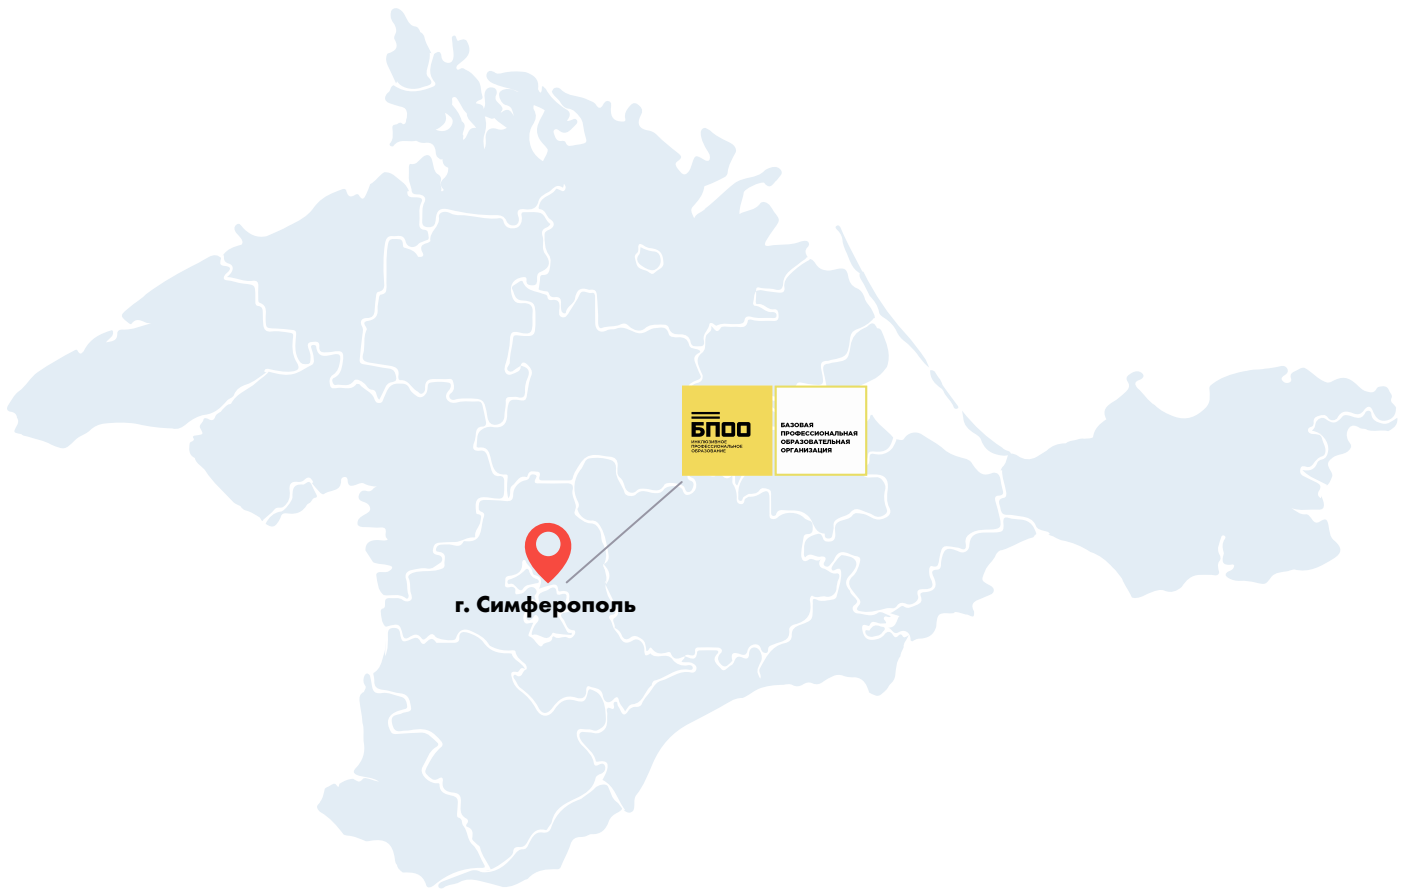 БПОО
ИНКЛЮЗИВНОЕ
ПРОФЕССИОНАЛЬНОЕ
ОБРАЗОВАНИЕ
БАЗОВАЯ
ПРОФЕССИОНАЛЬНАЯ
ОБРАЗОВАТЕЛЬНАЯ
ОРГАНИЗАЦИЯ
г. Симферополь